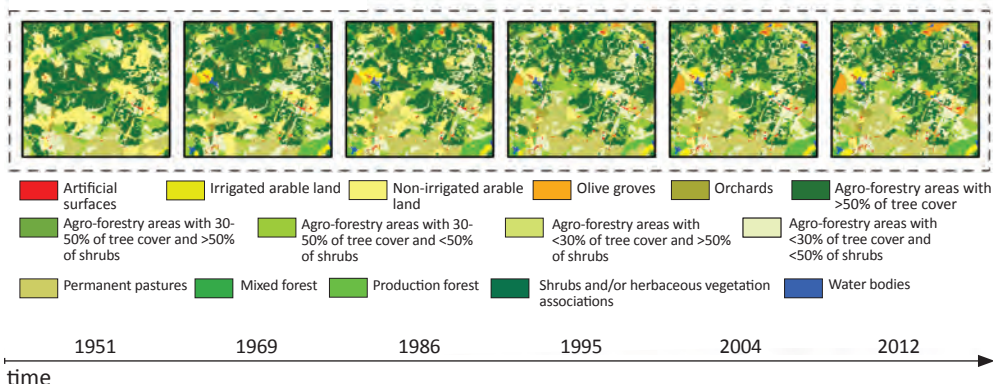 Artificial surfaces
Irrigated arable land
Non-irrigated arable land
Olive groves
Orchards
Agro-forestry areas with >50% of tree cover
Agro-forestry areas with 30-50% of tree cover and >50% of shrubs
Agro-forestry areas with 30-50% of tree cover and <50% of shrubs
Agro-forestry areas with <30% of tree cover and >50% of shrubs
Agro-forestry areas with <30% of tree cover and <50% of shrubs
Permanent pastures
Mixed forest
Production forest
Shrubs and/or herbaceous vegetation associations
Water bodies
1951 1969 1986 1995 2004 2012
time